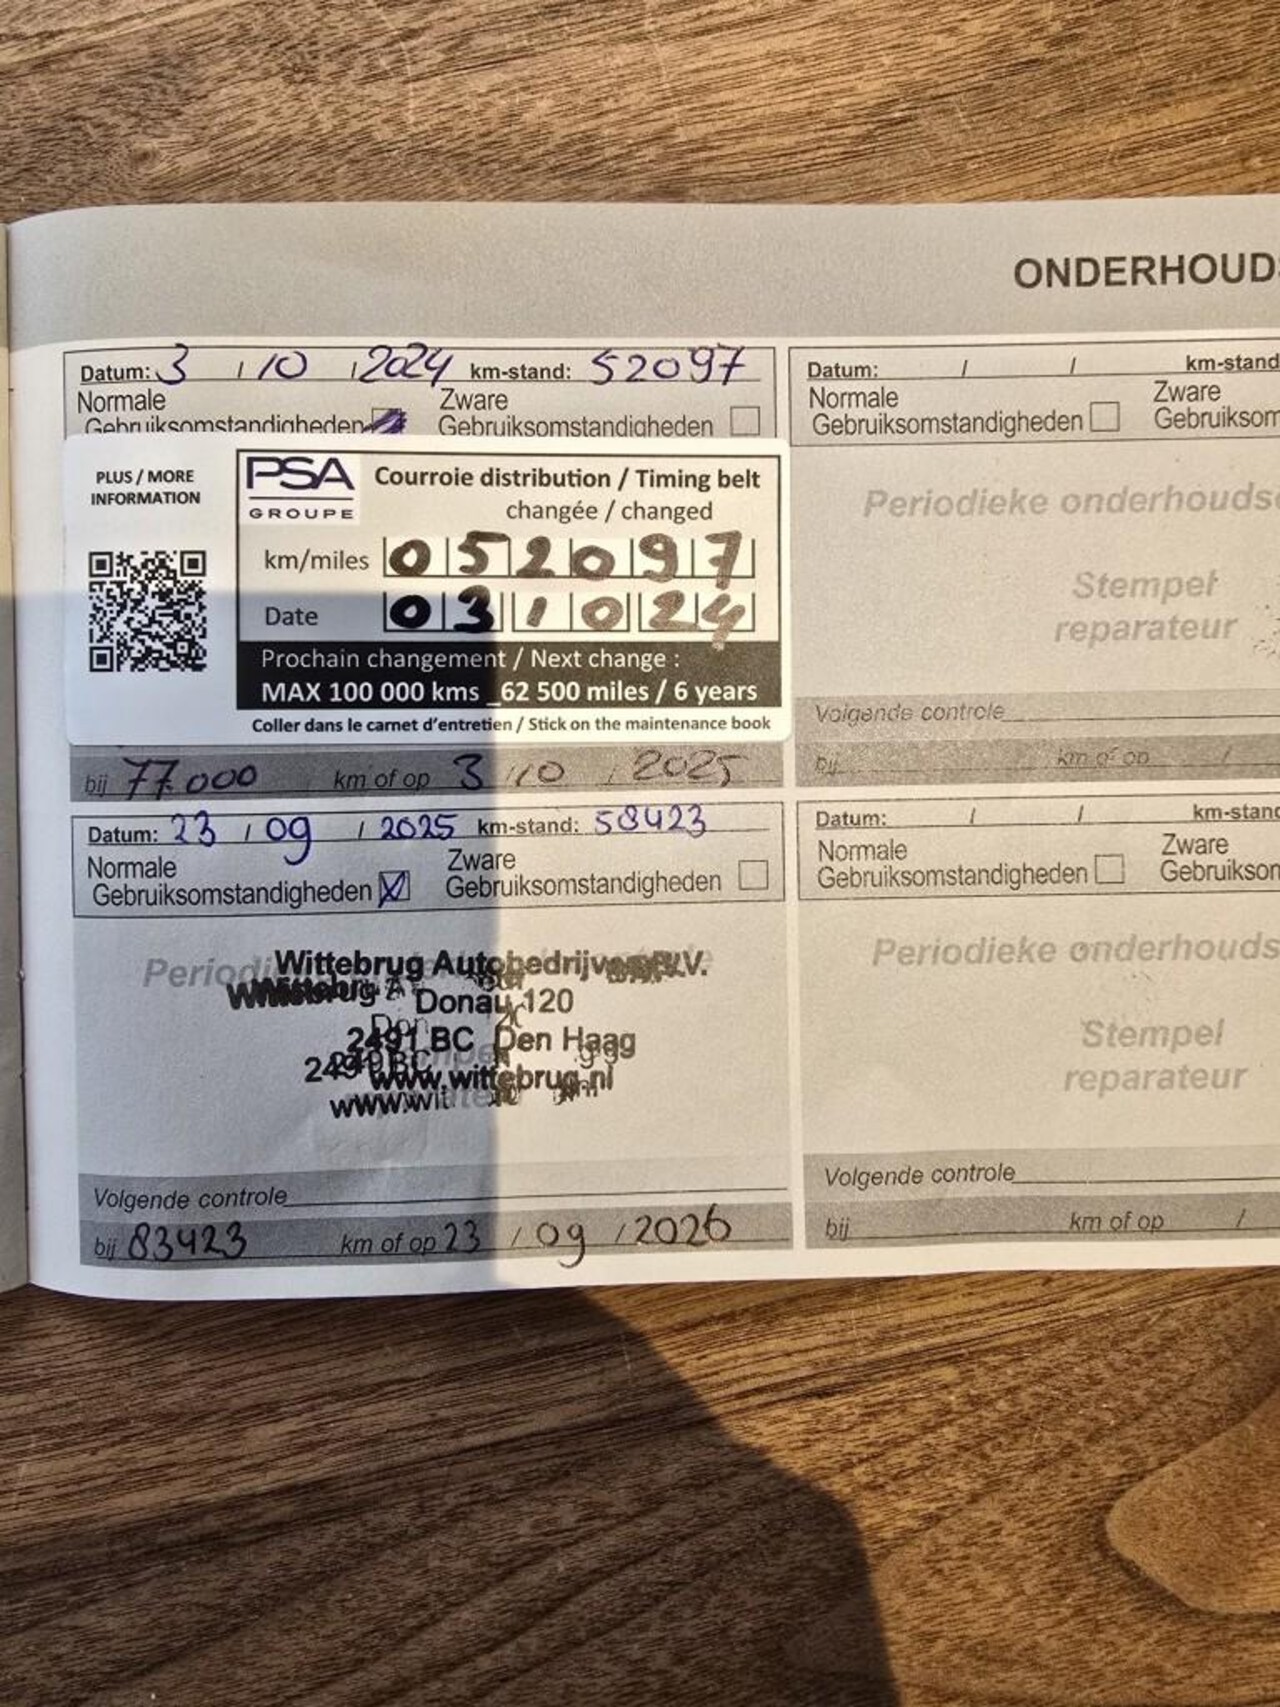 ONDERHOUDS
Datum: 3 / 10 / 2024 km-stand: 52097
Normale
Gebruiksomstandigheden
Zware
Gebruiksomstandigheden
PLUS / MORE
INFORMATION
PSA
GROUPE
Courroie distribution / Timing belt
changée / changed
km/miles 052097
Date 031024
Prochain changement / Next change :
MAX 100 000 kms _62 500 miles / 6 years
Coller dans le carnet d'entretien / Stick on the maintenance book
bij 77.000 km of op 3 / 10 / 2025
Datum: 23 / 09 / 2025 km-stand: 58423
Normale
Gebruiksomstandigheden
Zware
Gebruiksomstandigheden
Wittebrug Autobedrijven B.V.
Donau 120
2491 BC Den Haag
www.wittebrug.nl
Volgende controle
bij 83423 km of op 23 / 09 / 2026
Datum: / / km-stand
Normale
Gebruiksomstandigheden
Zware
Gebruiksom
Periodieke onderhouds
Stempel
reparateur
Volgende controle
bij km of op /
Datum: / / km-stand
Normale
Gebruiksomstandigheden
Zware
Gebruiksom
Periodieke onderhouds
Stempel
reparateur
Volgende controle
bij km of op /